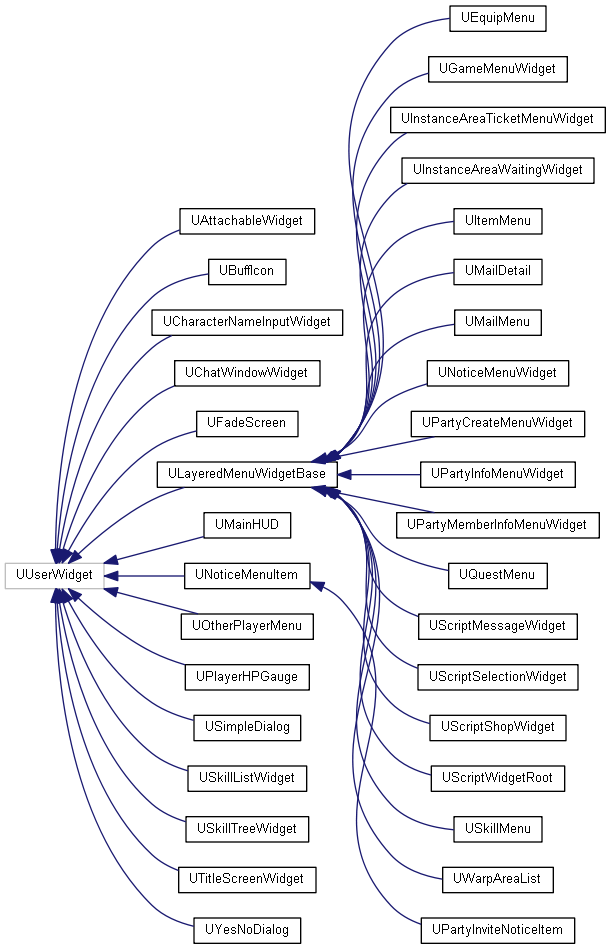 UUserWidget
UAttachableWidget
UBuffIcon
UCharacterNameInputWidget
UChatWindowWidget
UFadeScreen
ULayeredMenuWidgetBase
UMainHUD
UNoticeMenuItem
UOtherPlayerMenu
UPlayerHPGauge
USimpleDialog
USkillListWidget
USkillTreeWidget
UTitleScreenWidget
UYesNoDialog
UEquipMenu
UGameMenuWidget
UInstanceAreaTicketMenuWidget
UInstanceAreaWaitingWidget
UItemMenu
UMailDetail
UMailMenu
UNoticeMenuWidget
UPartyCreateMenuWidget
UPartyInfoMenuWidget
UPartyMemberInfoMenuWidget
UQuestMenu
UScriptMessageWidget
UScriptSelectionWidget
UScriptShopWidget
UScriptWidgetRoot
USkillMenu
UWarpAreaList
UPartyInviteNoticeItem